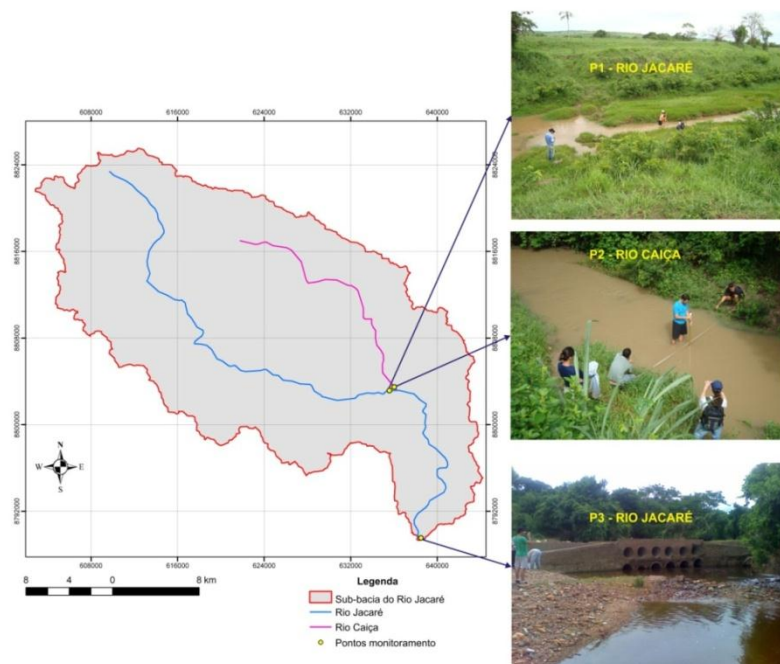 608000 616000 624000 632000 640000
8824000
8816000
8808000
8800000
8792000
8824000
8816000
8808000
8800000
8792000
N
W E
S
608000 616000 624000 632000 640000
8 4 0 8 km
Legenda
Sub-bacia do Rio Jacaré
Rio Jacaré
Rio Caiça
Pontos monitoramento
P1 - RIO JACARÉ
P2 - RIO CAIÇA
P3 - RIO JACARÉ